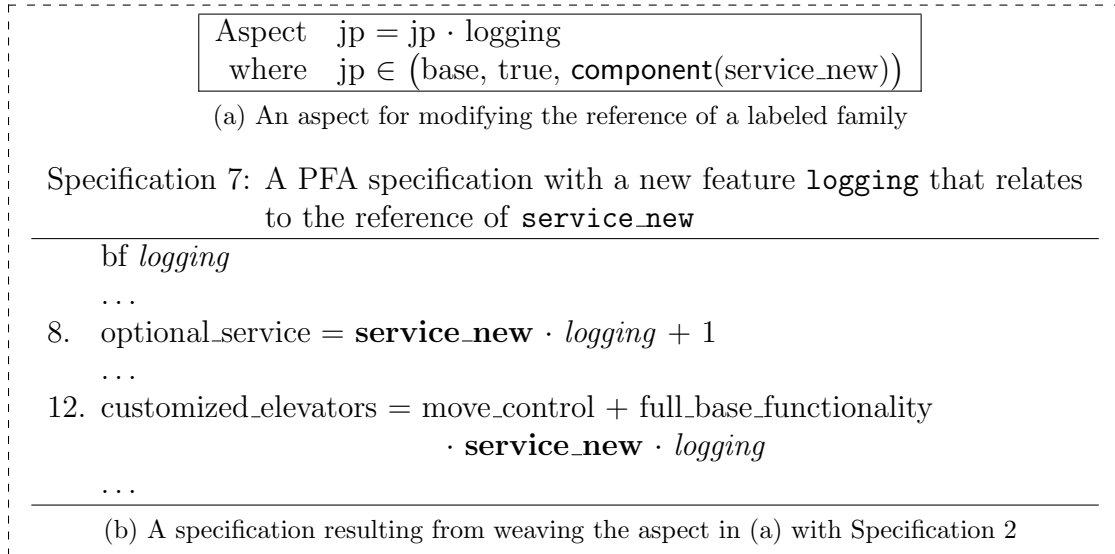 Aspect jp = jp · logging
where jp ∈ (base, true, component(service_new))
(a) An aspect for modifying the reference of a labeled family
Specification 7: A PFA specification with a new feature logging that relates
to the reference of service_new
bf logging
. . .
8. optional_service = service_new · logging + 1
. . .
12. customized_elevators = move_control + full_base_functionality
· service_new · logging
. . .
(b) A specification resulting from weaving the aspect in (a) with Specification 2